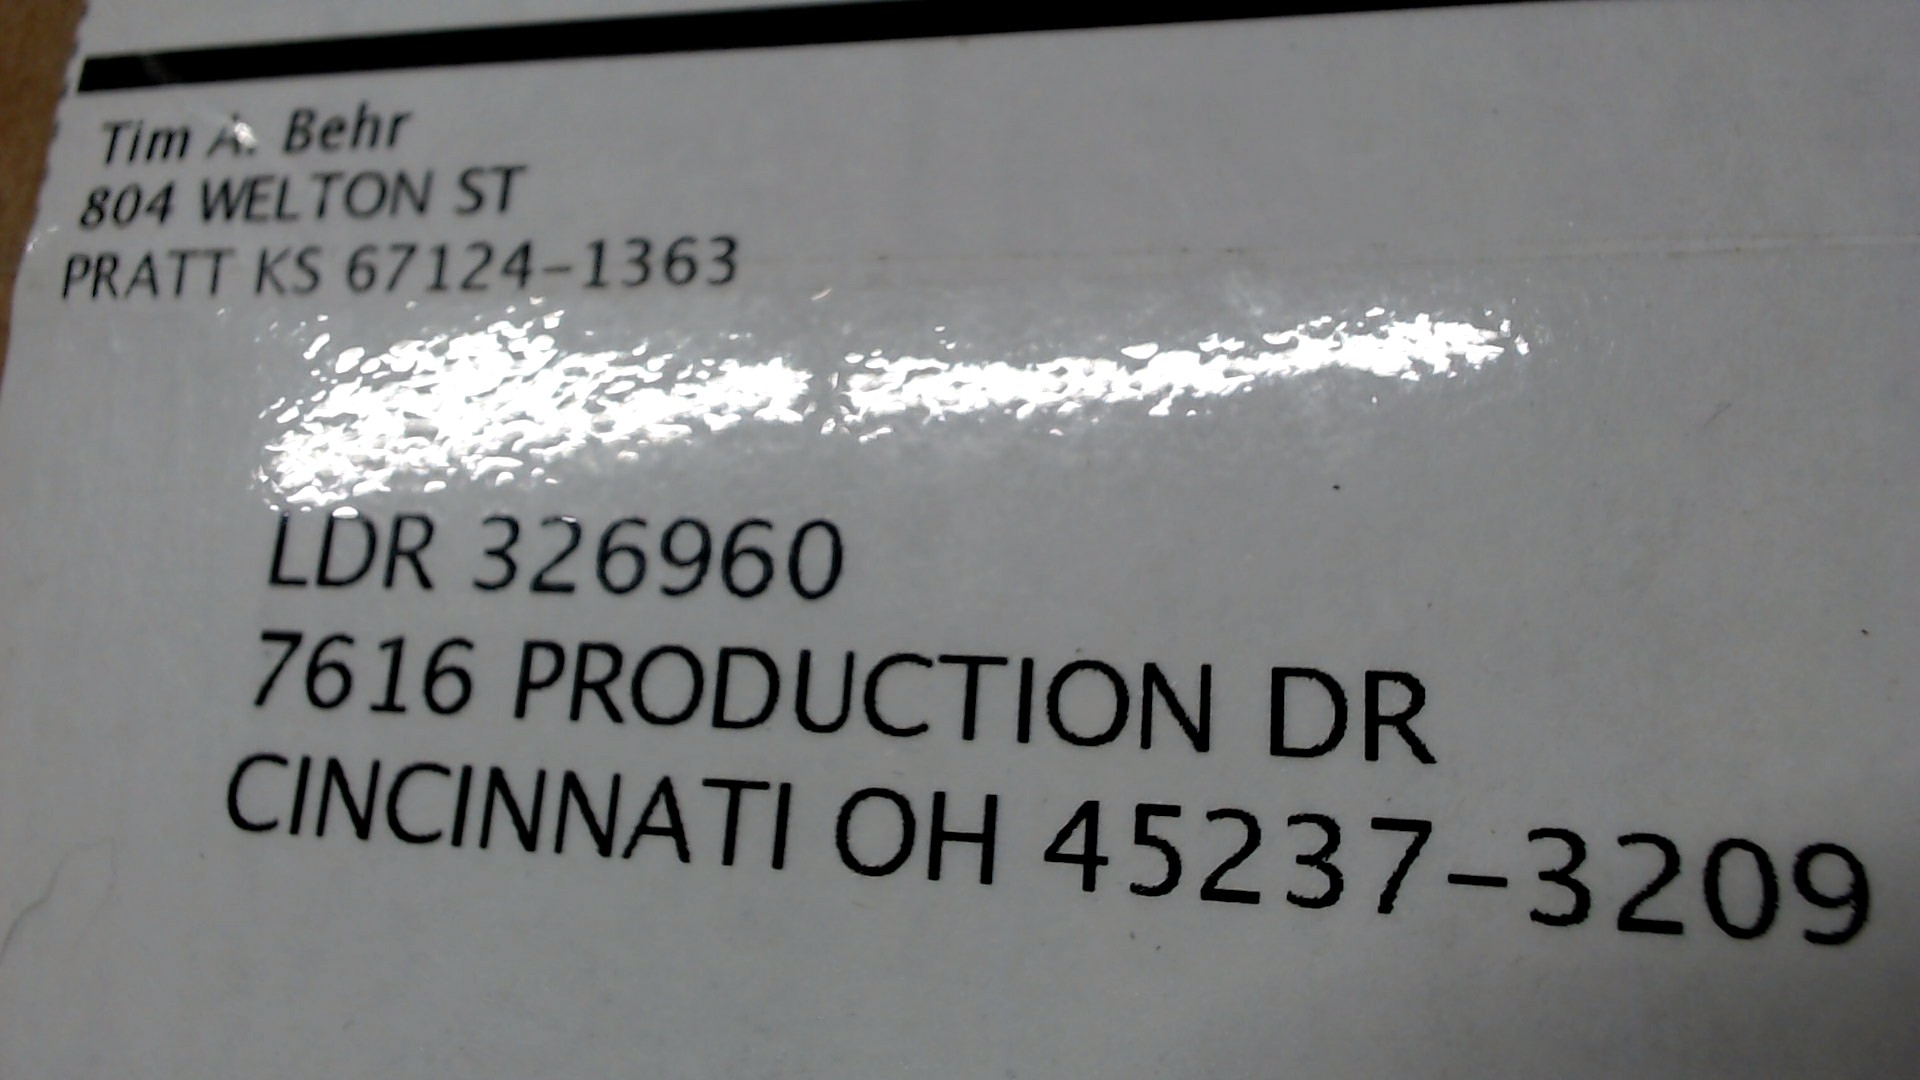 Tim A. Behr
804 WELTON ST
PRATT KS 67124-1363
LDR 326960
7616 PRODUCTION DR
CINCINNATI OH 45237-3209